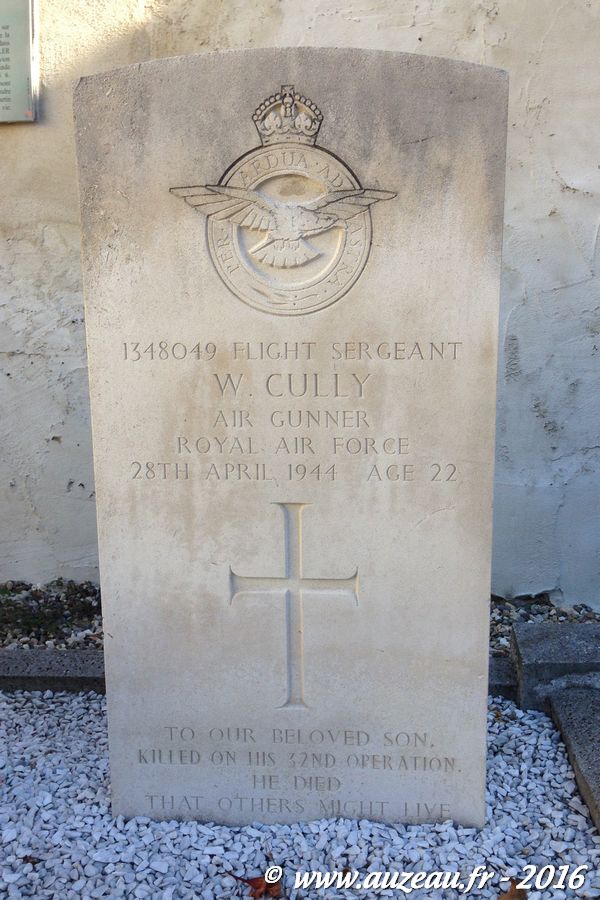 PER ARDUA AD ASTRA
1348049 FLIGHT SERGEANT
W. CULLY
AIR GUNNER
ROYAL AIR FORCE
28TH APRIL 1944 AGE 22
TO OUR BELOVED SON,
KILLED ON HIS 32ND OPERATION.
HE DIED
THAT OTHERS MIGHT LIVE
© www.auzeau.fr - 2016